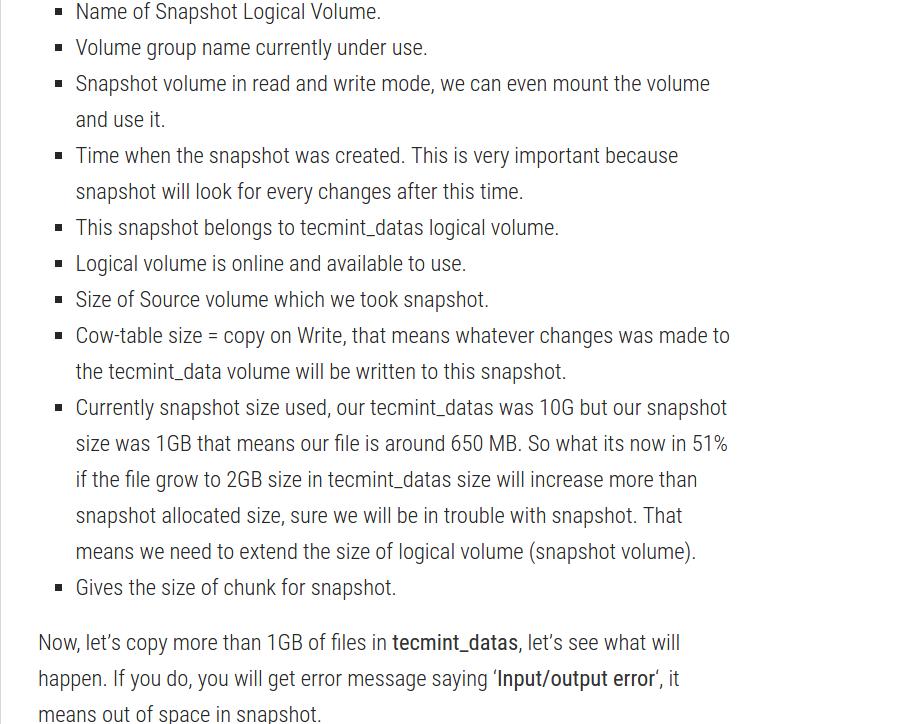 ▪ Name of Snapshot Logical Volume.
▪ Volume group name currently under use.
▪ Snapshot volume in read and write mode, we can even mount the volume
and use it.
▪ Time when the snapshot was created. This is very important because
snapshot will look for every changes after this time.
▪ This snapshot belongs to tecmint_datas logical volume.
▪ Logical volume is online and available to use.
▪ Size of Source volume which we took snapshot.
▪ Cow-table size = copy on Write, that means whatever changes was made to
the tecmint_data volume will be written to this snapshot.
▪ Currently snapshot size used, our tecmint_datas was 10G but our snapshot
size was 1GB that means our file is around 650 MB. So what its now in 51%
if the file grow to 2GB size in tecmint_datas size will increase more than
snapshot allocated size, sure we will be in trouble with snapshot. That
means we need to extend the size of logical volume (snapshot volume).
▪ Gives the size of chunk for snapshot.
Now, let’s copy more than 1GB of files in tecmint_datas, let’s see what will
happen. If you do, you will get error message saying ‘Input/output error‘, it
means out of space in snapshot.